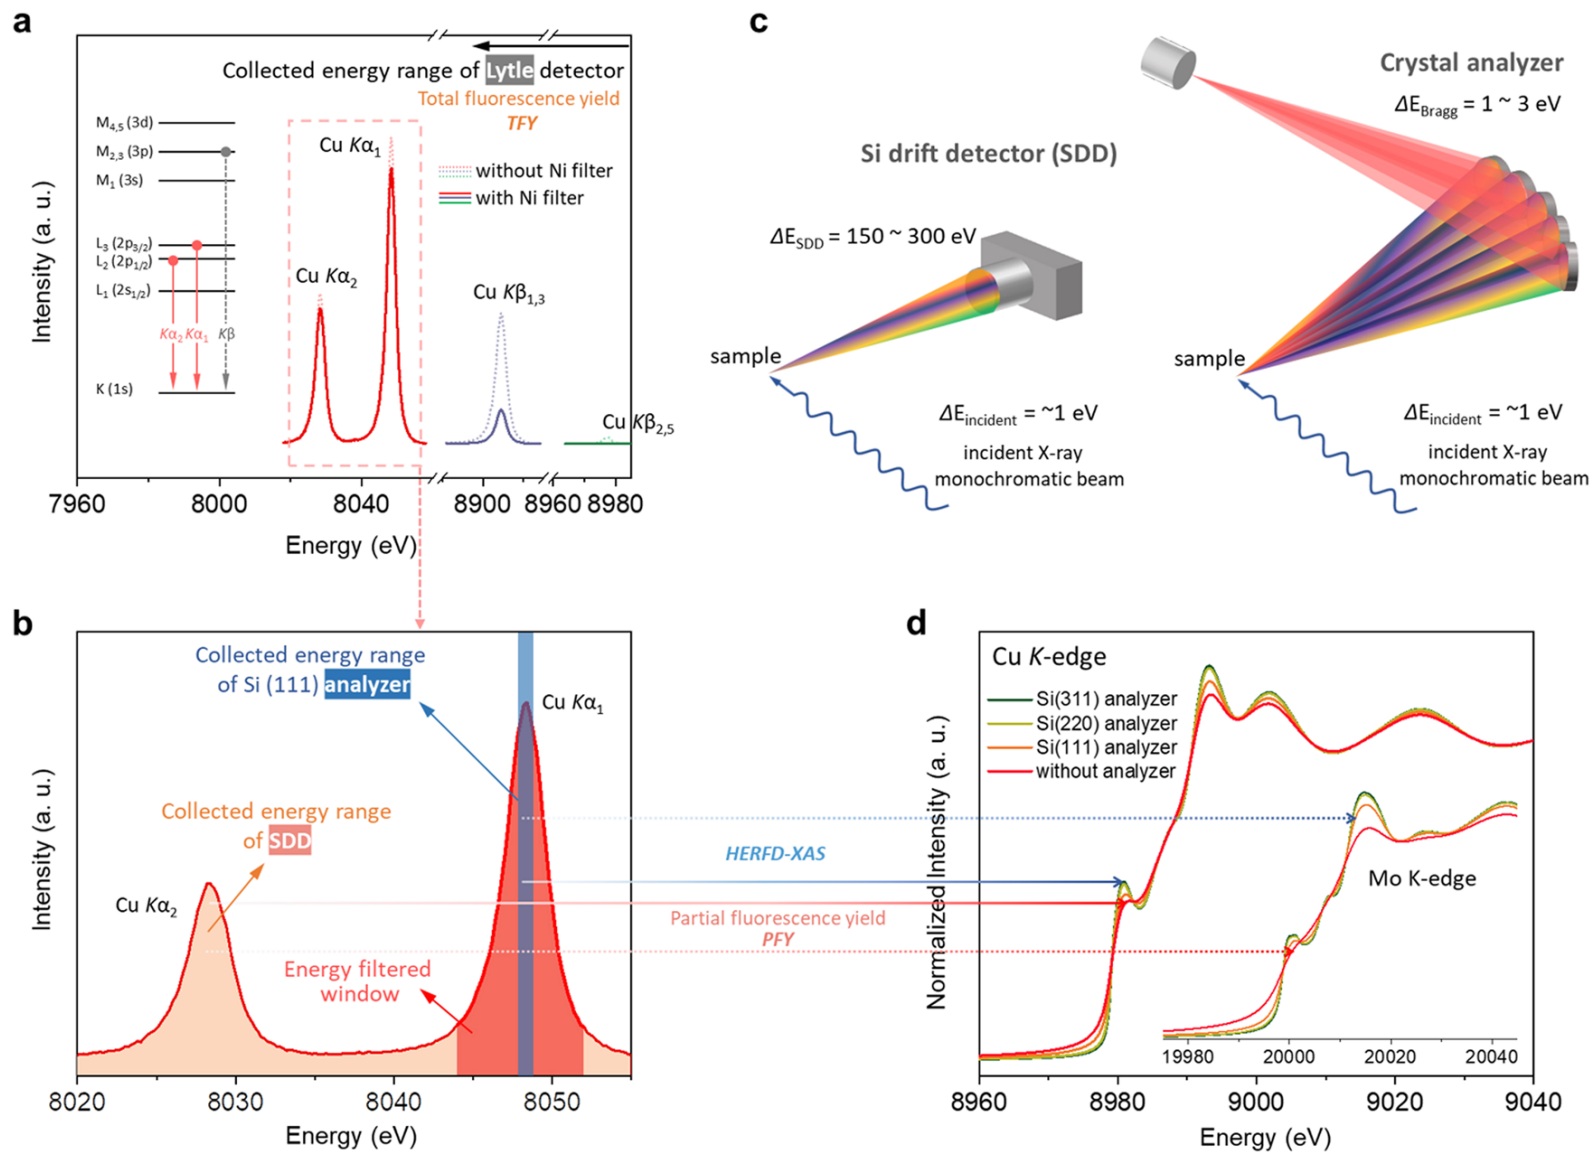 a
Collected energy range of Lytle detector
Total fluorescence yield
TFY
M4,5 (3d)
M2,3 (3p)
M1 (3s)
L3 (2p3/2)
L2 (2p1/2)
L1 (2s1/2)
Kα2 Kα1 Kβ
K (1s)
Cu Kα1
Cu Kα2
without Ni filter
with Ni filter
Cu Kβ1,3
Cu Kβ2,5
Intensity (a. u.)
7960 8000 8040 8900 8960 8980
Energy (eV)
c
Si drift detector (SDD)
ΔESDD = 150 ~ 300 eV
sample
ΔEincident = ~1 eV
incident X-ray
monochromatic beam
Crystal analyzer
ΔEBragg = 1 ~ 3 eV
sample
ΔEincident = ~1 eV
incident X-ray
monochromatic beam
b
Collected energy range
of Si (111) analyzer
Cu Kα1
Collected energy range
of SDD
Cu Kα2
Energy filtered
window
Intensity (a. u.)
8020 8030 8040 8050
Energy (eV)
HERFD-XAS
Partial fluorescence yield
PFY
d
Cu K-edge
Si(311) analyzer
Si(220) analyzer
Si(111) analyzer
without analyzer
Mo K-edge
19980 20000 20020 20040
Normalized Intensity (a. u.)
8960 8980 9000 9020 9040
Energy (eV)